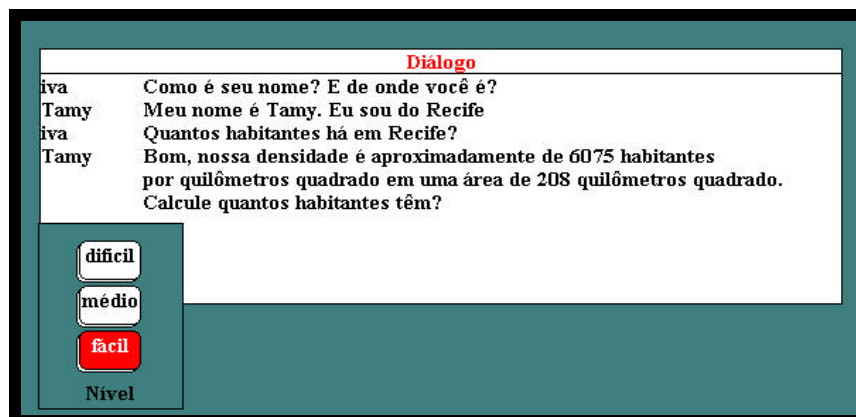 Diálogo
iva Como é seu nome? E de onde você é?
Tamy Meu nome é Tamy. Eu sou do Recife
iva Quantos habitantes há em Recife?
Tamy Bom, nossa densidade é aproximadamente de 6075 habitantes
por quilômetros quadrado em uma área de 208 quilômetros quadrado.
Calcule quantos habitantes têm?
difícil
médio
fàcil
Nível